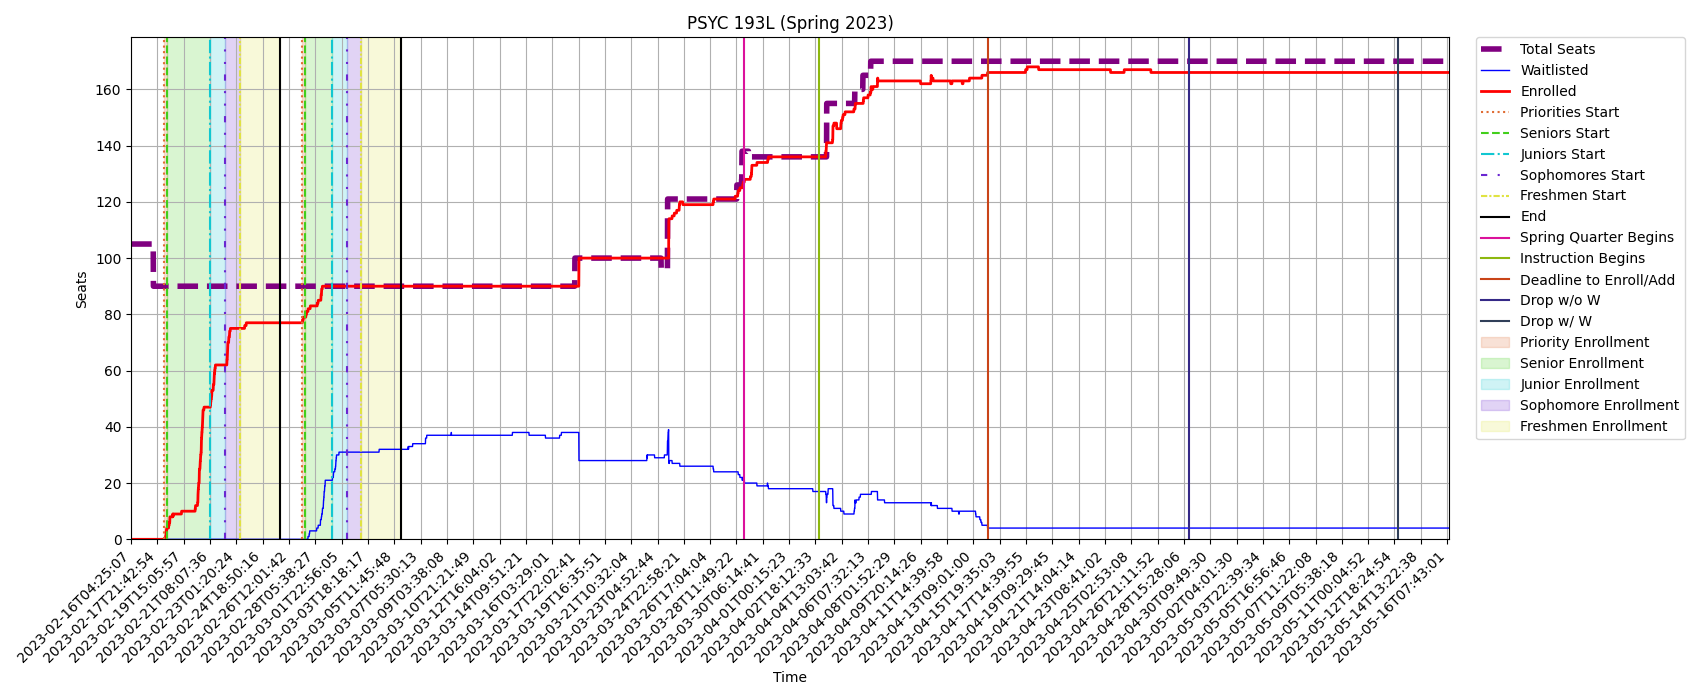 PSYC 193L (Spring 2023)
Seats
160
140
120
100
80
60
40
20
0
2023-02-16T04:25:07
2023-02-17T21:42:54
2023-02-19T15:05:57
2023-02-21T08:07:36
2023-02-23T01:20:24
2023-02-24T18:50:16
2023-02-26T12:01:42
2023-02-28T05:38:27
2023-03-01T22:56:05
2023-03-03T18:18:17
2023-03-05T11:45:48
2023-03-07T05:30:13
2023-03-09T03:38:08
2023-03-10T21:21:49
2023-03-12T16:04:02
2023-03-14T09:51:21
2023-03-16T03:29:01
2023-03-17T22:02:41
2023-03-19T16:35:51
2023-03-21T10:32:04
2023-03-23T04:52:44
2023-03-24T22:58:21
2023-03-26T17:04:04
2023-03-28T11:49:22
2023-03-30T06:14:41
2023-04-01T00:15:23
2023-04-02T18:12:33
2023-04-04T13:03:42
2023-04-06T07:32:13
2023-04-08T01:52:29
2023-04-09T20:14:26
2023-04-11T14:39:58
2023-04-13T09:01:00
2023-04-15T19:35:03
2023-04-17T14:39:55
2023-04-19T09:29:45
2023-04-21T04:04:14
2023-04-23T08:41:02
2023-04-25T02:53:08
2023-04-26T21:11:52
2023-04-28T15:28:06
2023-04-30T09:49:30
2023-05-02T04:01:30
2023-05-03T22:39:34
2023-05-05T16:56:46
2023-05-07T11:22:08
2023-05-09T05:38:18
2023-05-11T00:04:52
2023-05-12T18:24:54
2023-05-14T13:22:38
2023-05-16T07:43:01
Time
Total Seats
Waitlisted
Enrolled
Priorities Start
Seniors Start
Juniors Start
Sophomores Start
Freshmen Start
End
Spring Quarter Begins
Instruction Begins
Deadline to Enroll/Add
Drop w/o W
Drop w/ W
Priority Enrollment
Senior Enrollment
Junior Enrollment
Sophomore Enrollment
Freshmen Enrollment